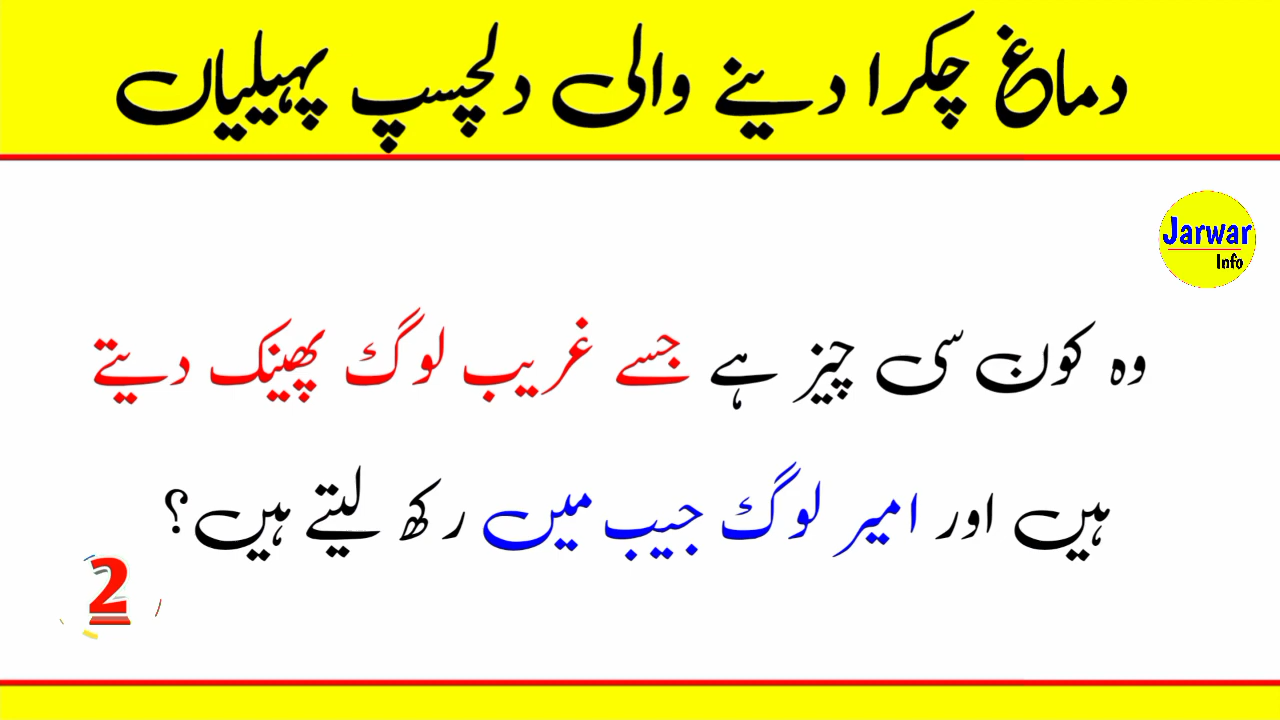 دماغ چکرا دینے والی دلچسپ پہیلیاں
Jarwar
Info
وہ کون سی چیز ہے جسے غریب لوگ پھینک دیتے
ہیں اور امیر لوگ جیب میں رکھ لیتے ہیں؟
2